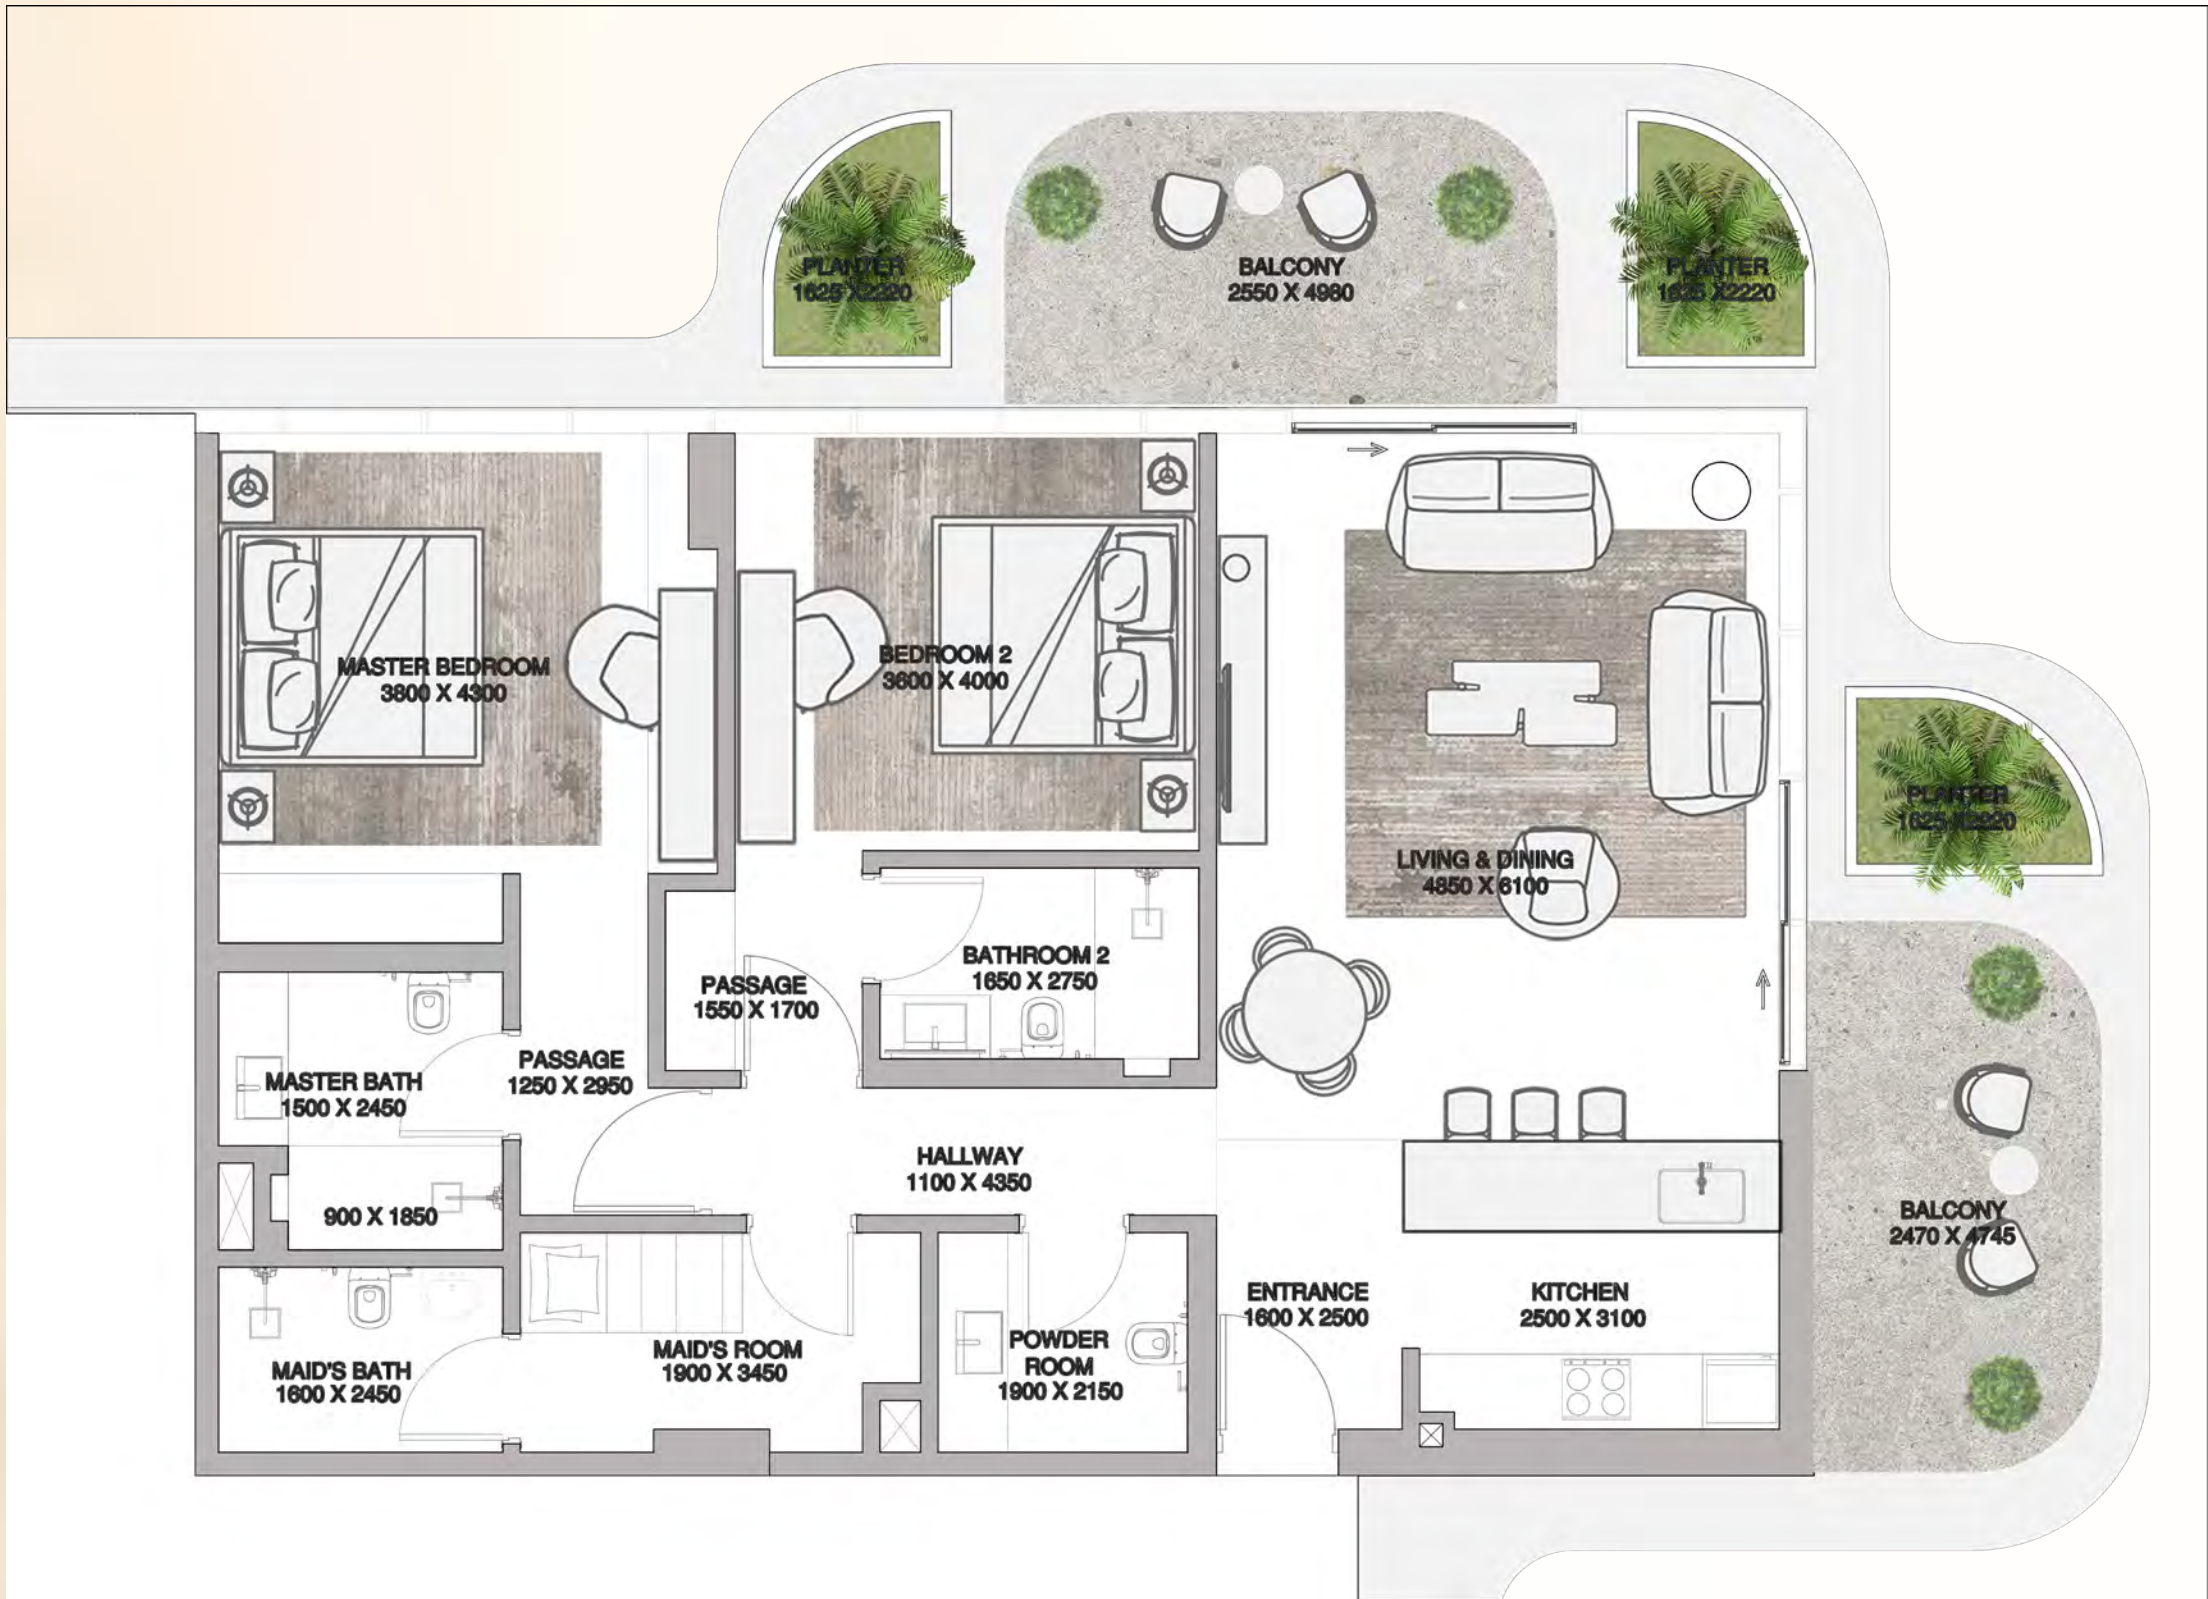 PLANTER
1625 X2220
BALCONY
2550 X 4980
PLANTER
1625 X2220
MASTER BEDROOM
3800 X 4300
BEDROOM 2
3600 X 4000
PLANTER
1625 X2220
LIVING & DINING
4850 X 6100
PASSAGE
1550 X 1700
BATHROOM 2
1650 X 2750
MASTER BATH
1500 X 2450
PASSAGE
1250 X 2950
HALLWAY
1100 X 4350
900 X 1850
BALCONY
2470 X 4745
ENTRANCE
1600 X 2500
KITCHEN
2500 X 3100
MAID'S BATH
1600 X 2450
MAID'S ROOM
1900 X 3450
POWDER
ROOM
1900 X 2150